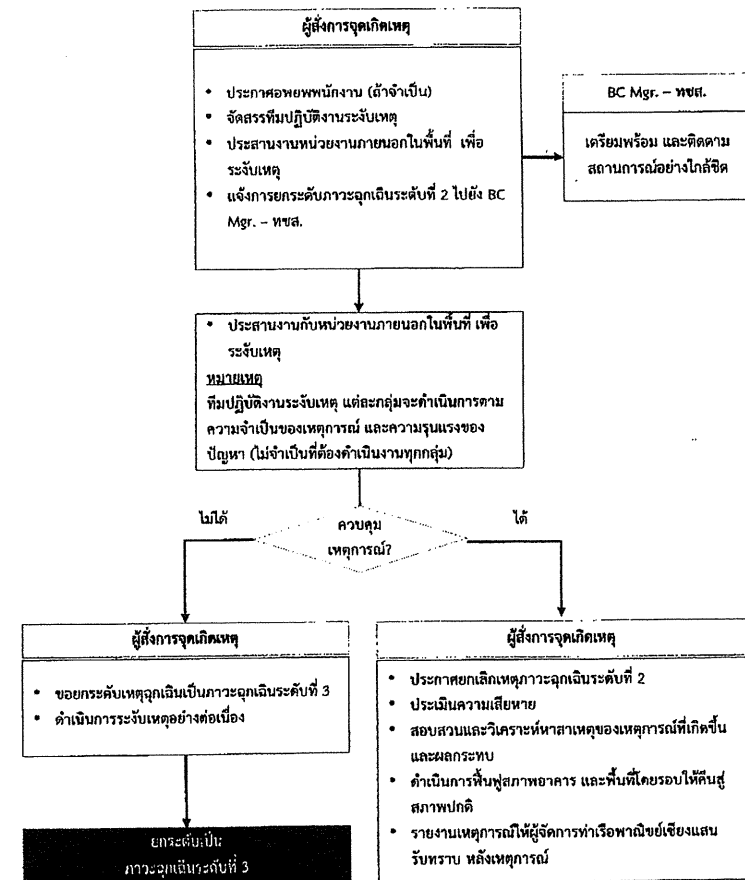 ผู้สั่งการจุดเกิดเหตุ
• ประกาศอพยพพนักงาน (ถ้าจำเป็น)
• จัดสรรทีมปฏิบัติงานระงับเหตุ
• ประสานงานหน่วยงานภายนอกในพื้นที่ เพื่อ
ระงับเหตุ
• แจ้งการยกระดับภาวะฉุกเฉินระดับที่ 2 ไปยัง BC
Mgr. – ทชส.
BC Mgr. – ทชส.
เตรียมพร้อม และติดตาม
สถานการณ์อย่างใกล้ชิด
• ประสานงานกับหน่วยงานภายนอกในพื้นที่ เพื่อ
ระงับเหตุ
หมายเหตุ
ทีมปฏิบัติงานระงับเหตุ แต่ละกลุ่มจะดำเนินการตาม
ความจำเป็นของเหตุการณ์ และความรุนแรงของ
ปัญหา (ไม่จำเป็นที่ต้องดำเนินงานทุกกลุ่ม)
ไม่ได้
ควบคุม
เหตุการณ์?
ได้
ผู้สั่งการจุดเกิดเหตุ
• ขอยกระดับเหตุฉุกเฉินเป็นภาวะฉุกเฉินระดับที่ 3
• ดำเนินการระงับเหตุอย่างต่อเนื่อง
ยกระดับเป็น
ภาวะฉุกเฉินระดับที่ 3
ผู้สั่งการจุดเกิดเหตุ
• ประกาศยกเลิกเหตุภาวะฉุกเฉินระดับที่ 2
• ประเมินความเสียหาย
• สอบสวนและวิเคราะห์หาสาเหตุของเหตุการณ์ที่เกิดขึ้น
และผลกระทบ
• ดำเนินการฟื้นฟูสภาพอาคาร และพื้นที่โดยรอบให้คืนสู่
สภาพปกติ
• รายงานเหตุการณ์ให้ผู้จัดการท่าเรือพาณิชย์เชียงแสน
รับทราบ หลังเหตุการณ์